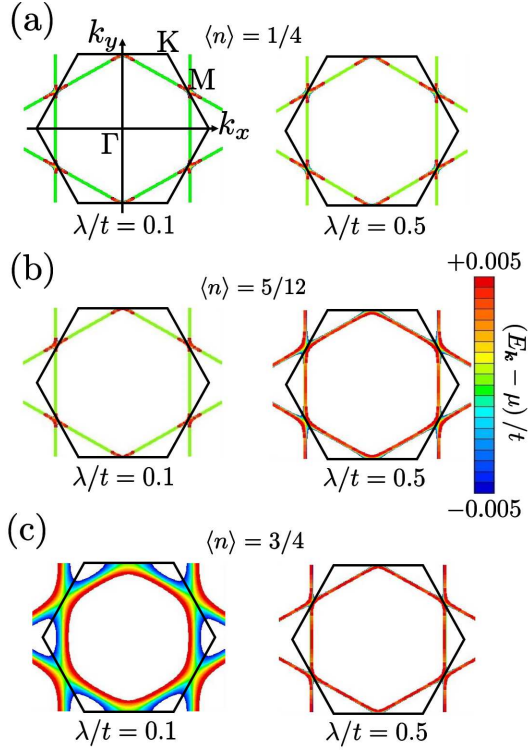 (a)
k_y K ⟨n⟩ = 1/4
M
Γ k_x
λ/t = 0.1 λ/t = 0.5
(b)
⟨n⟩ = 5/12 +0.005
(E_k − μ)/t
λ/t = 0.1 λ/t = 0.5 −0.005
(c)
⟨n⟩ = 3/4
λ/t = 0.1 λ/t = 0.5